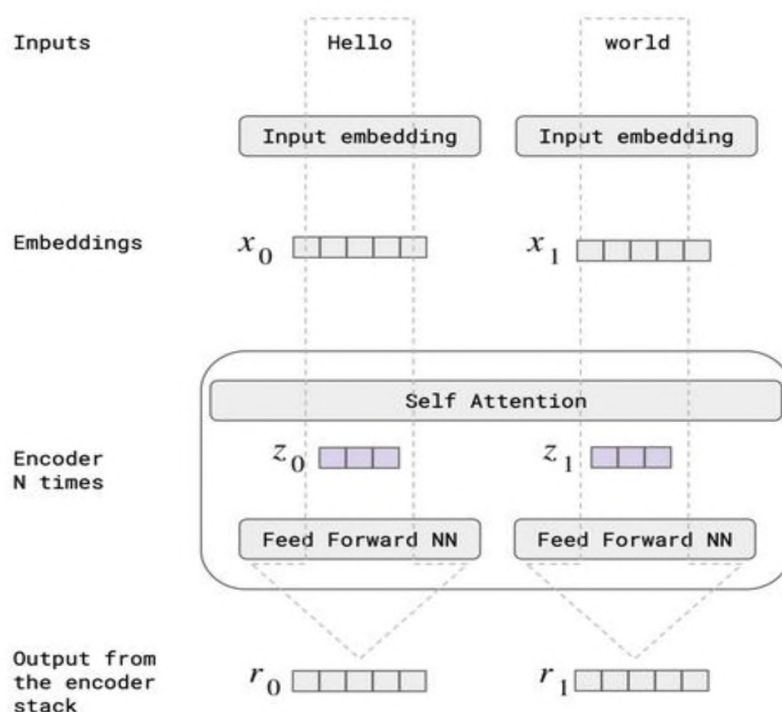 Inputs
Hello
world
Input embedding
Input embedding
Embeddings
x0
x1
Self Attention
Encoder
N times
z0
z1
Feed Forward NN
Feed Forward NN
Output from
the encoder
stack
r0
r1